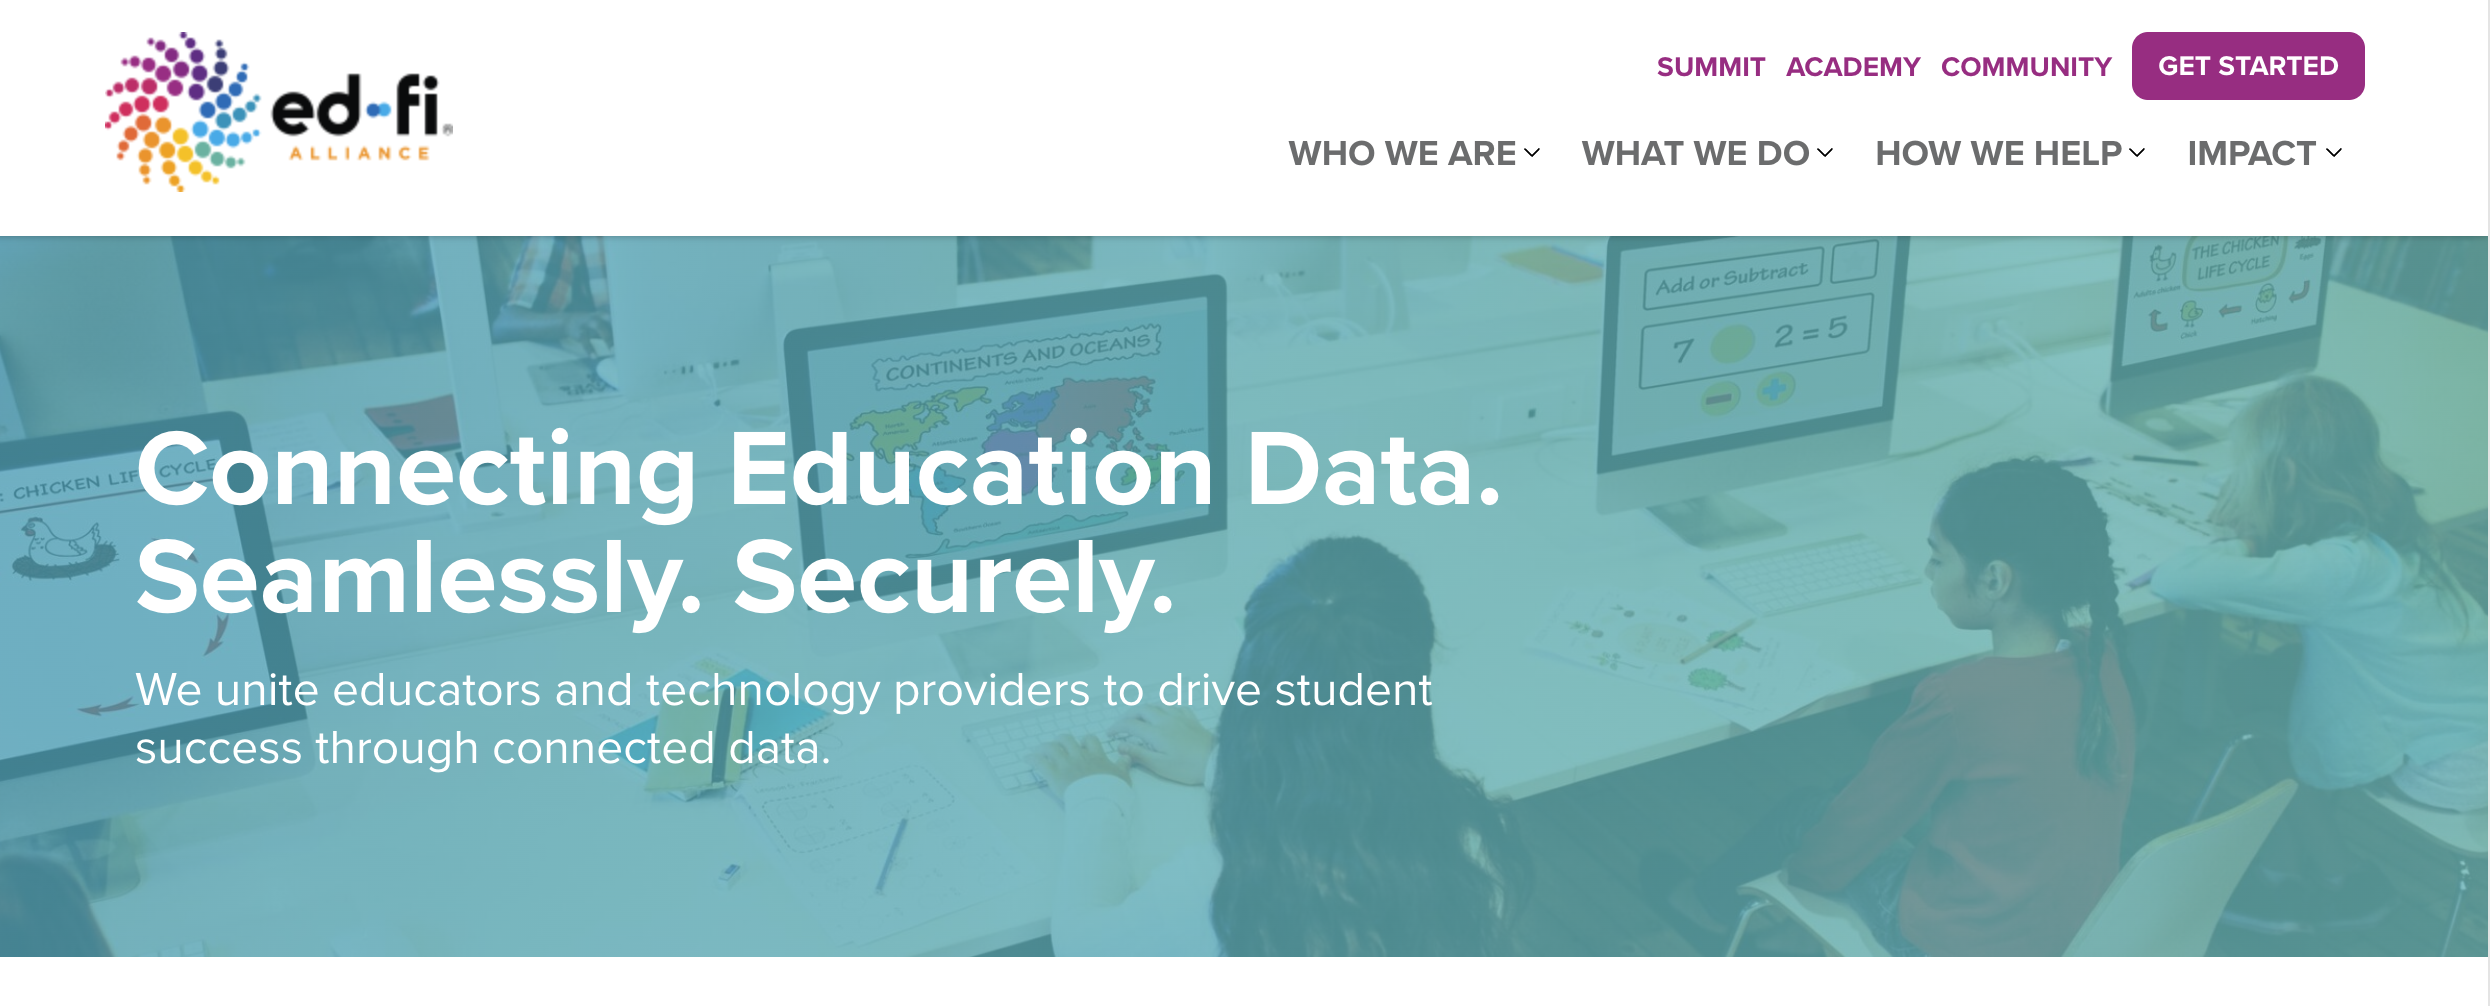 ed-fi
ALLIANCE
SUMMIT ACADEMY COMMUNITY GET STARTED
WHO WE ARE WHAT WE DO HOW WE HELP IMPACT
Connecting Education Data.
Seamlessly. Securely.
We unite educators and technology providers to drive student
success through connected data.
CHICKEN LIFE CYCLE
CONTINENTS AND OCEANS
Add or Subtract
7 2 = 5
THE CHICKEN
LIFE CYCLE